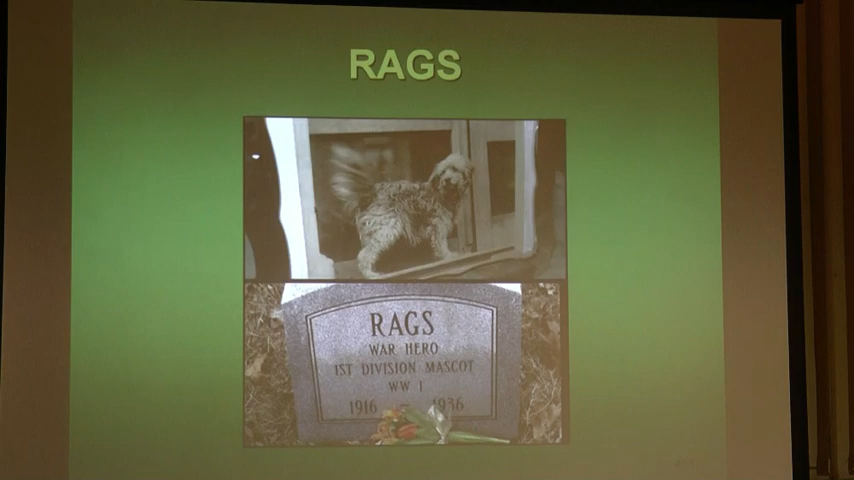 RAGS
RAGS
WAR HERO
1ST DIVISION MASCOT
WW I
1916 - 1936